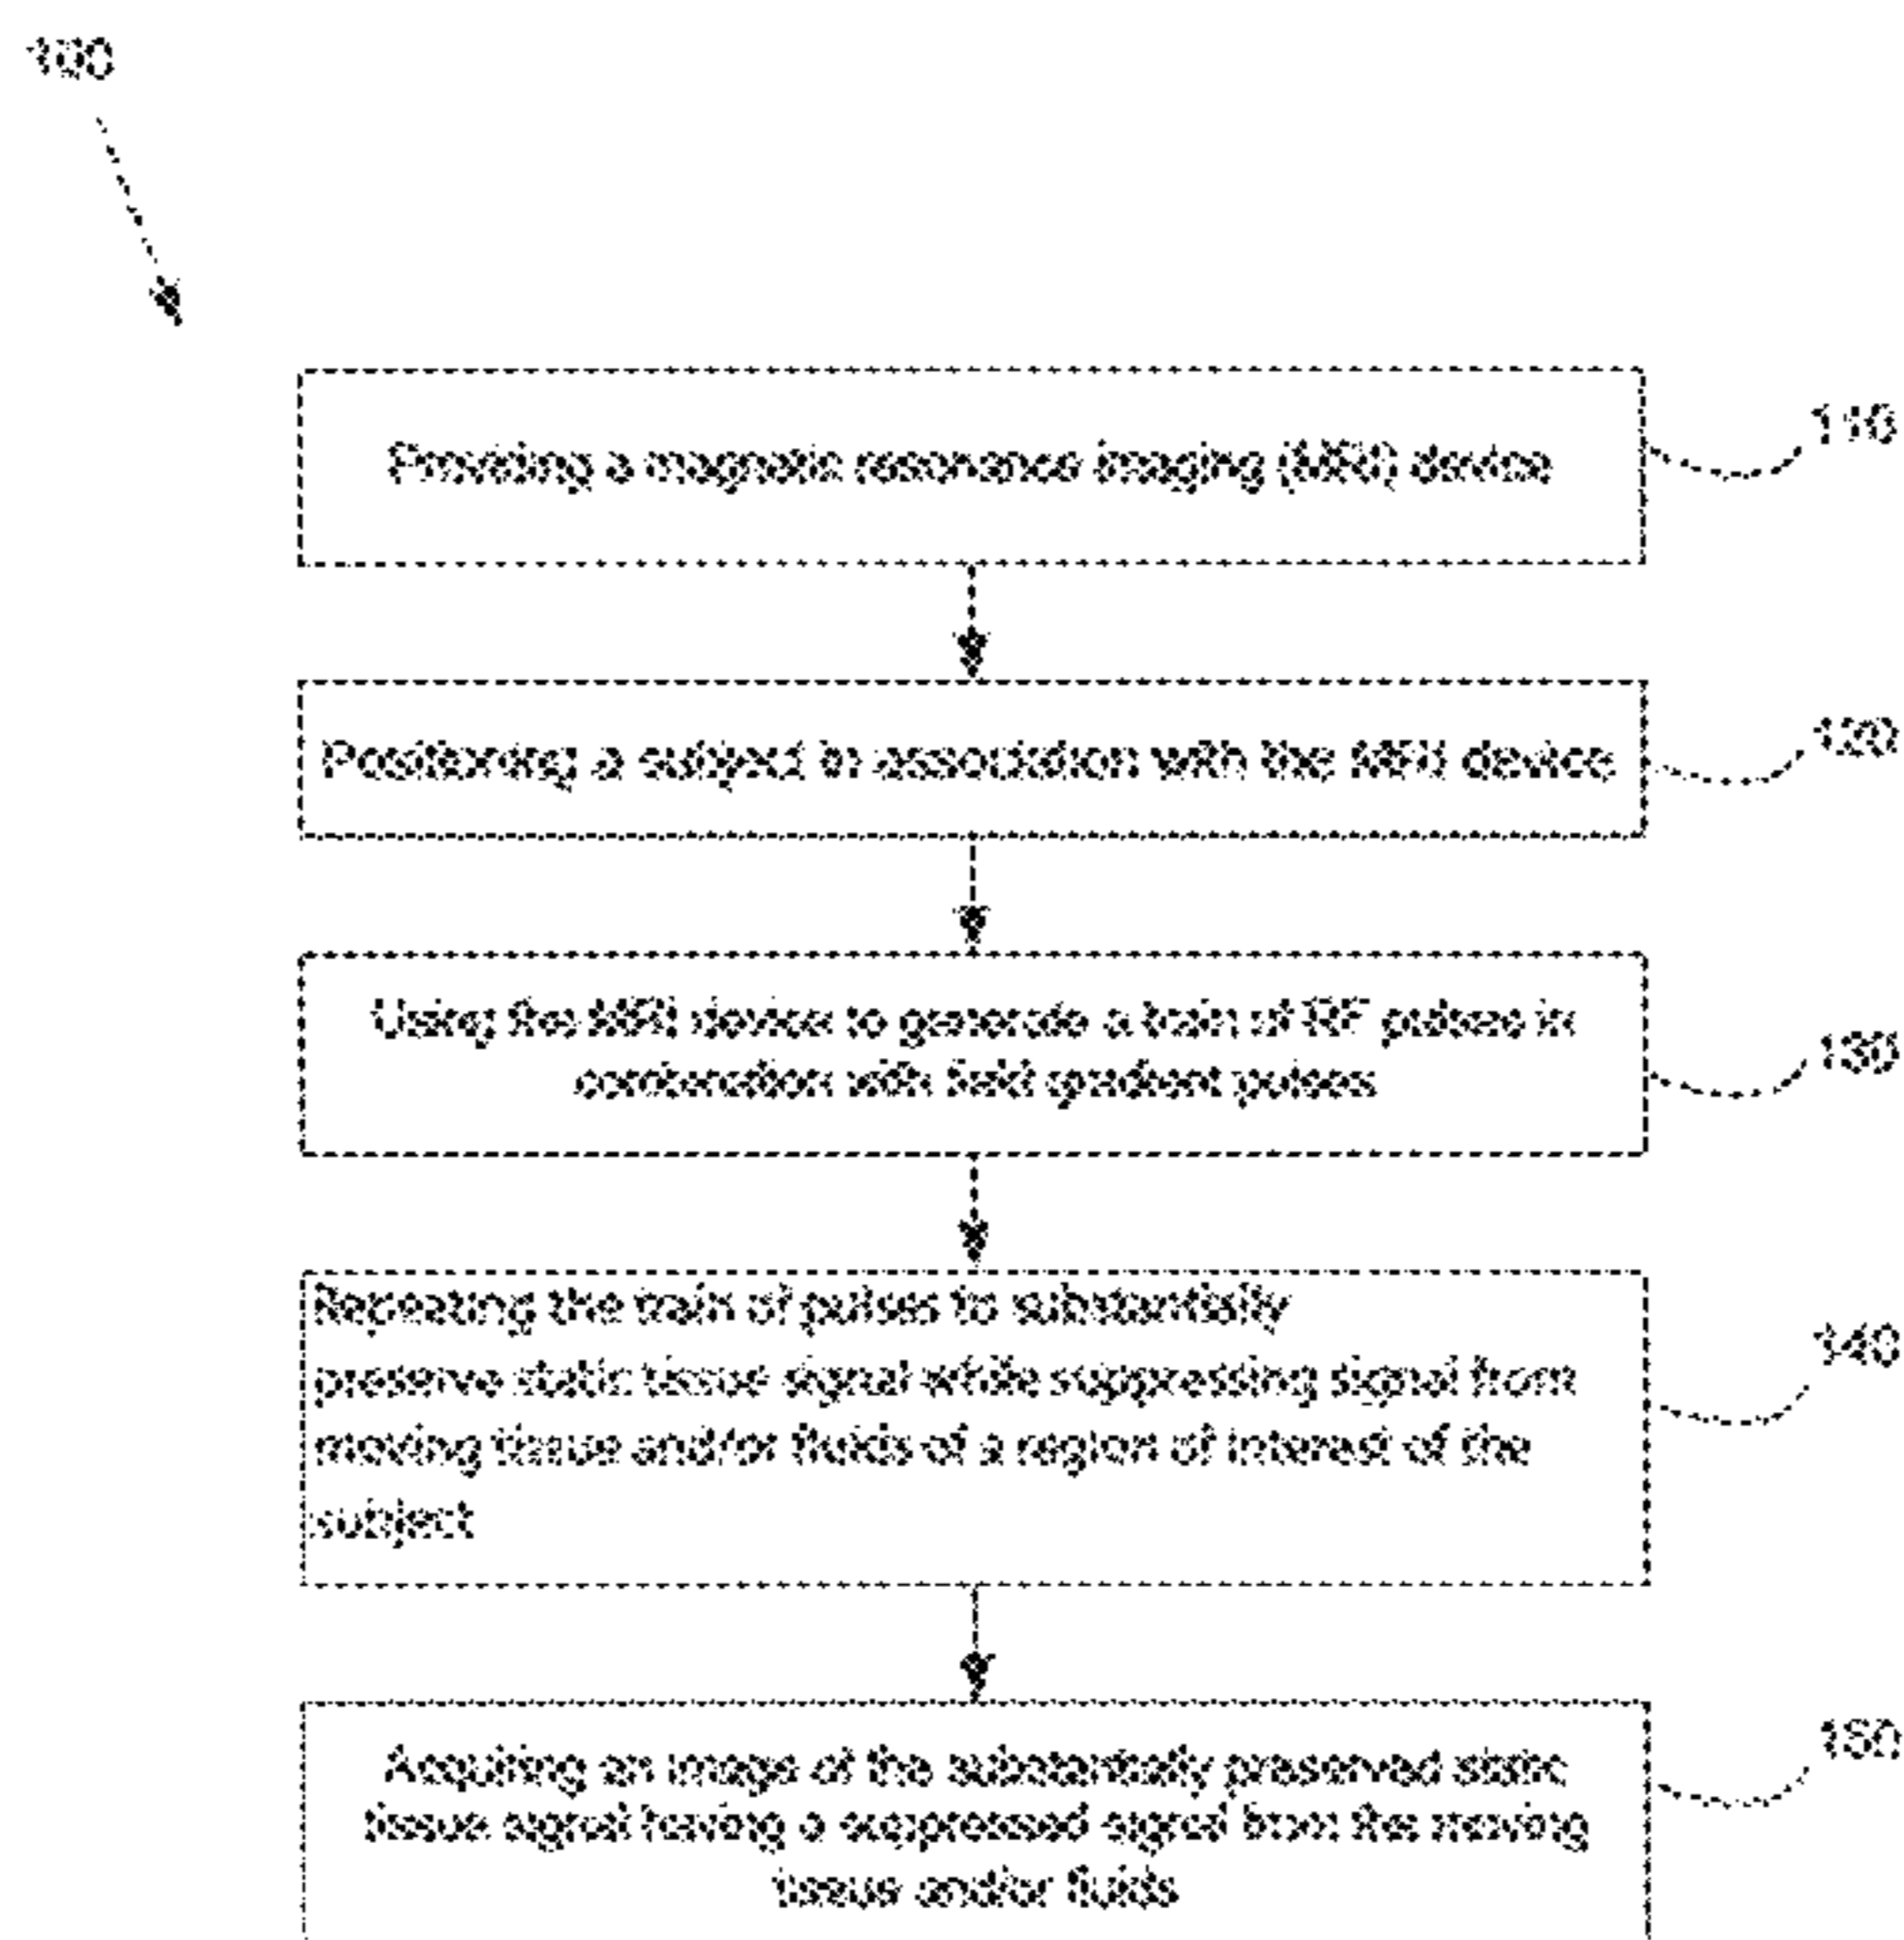 100
Providing a magnetic resonance imaging (MRI) device
110
Positioning a subject in association with the MRI device
120
Using the MRI device to generate a train of RF pulses in
combination with field gradient pulses
130
Repeating the train of pulses to substantially
preserve static tissue signal while suppressing signal from
moving tissue and/or fluids of a region of interest of the
subject
140
Acquiring an image of the substantially preserved static
tissue signal having a suppressed signal from the moving
tissue and/or fluids
150